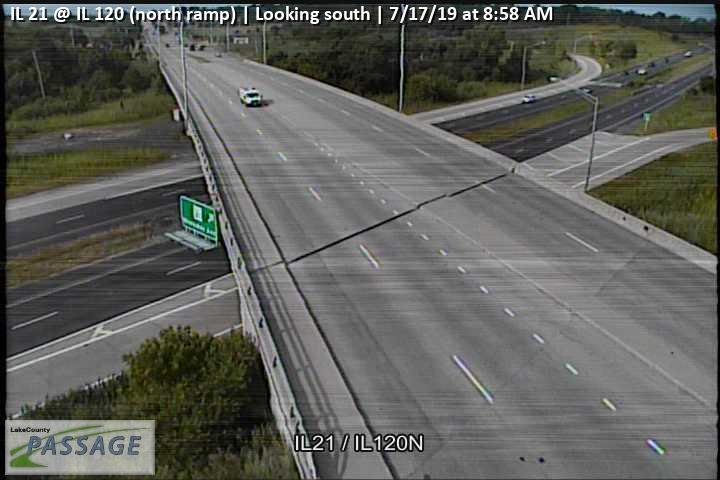 IL 21 @ IL 120 (north ramp) | Looking south | 7/17/19 at 8:58 AM
LakeCounty
PASSAGE
IL21 / IL120N